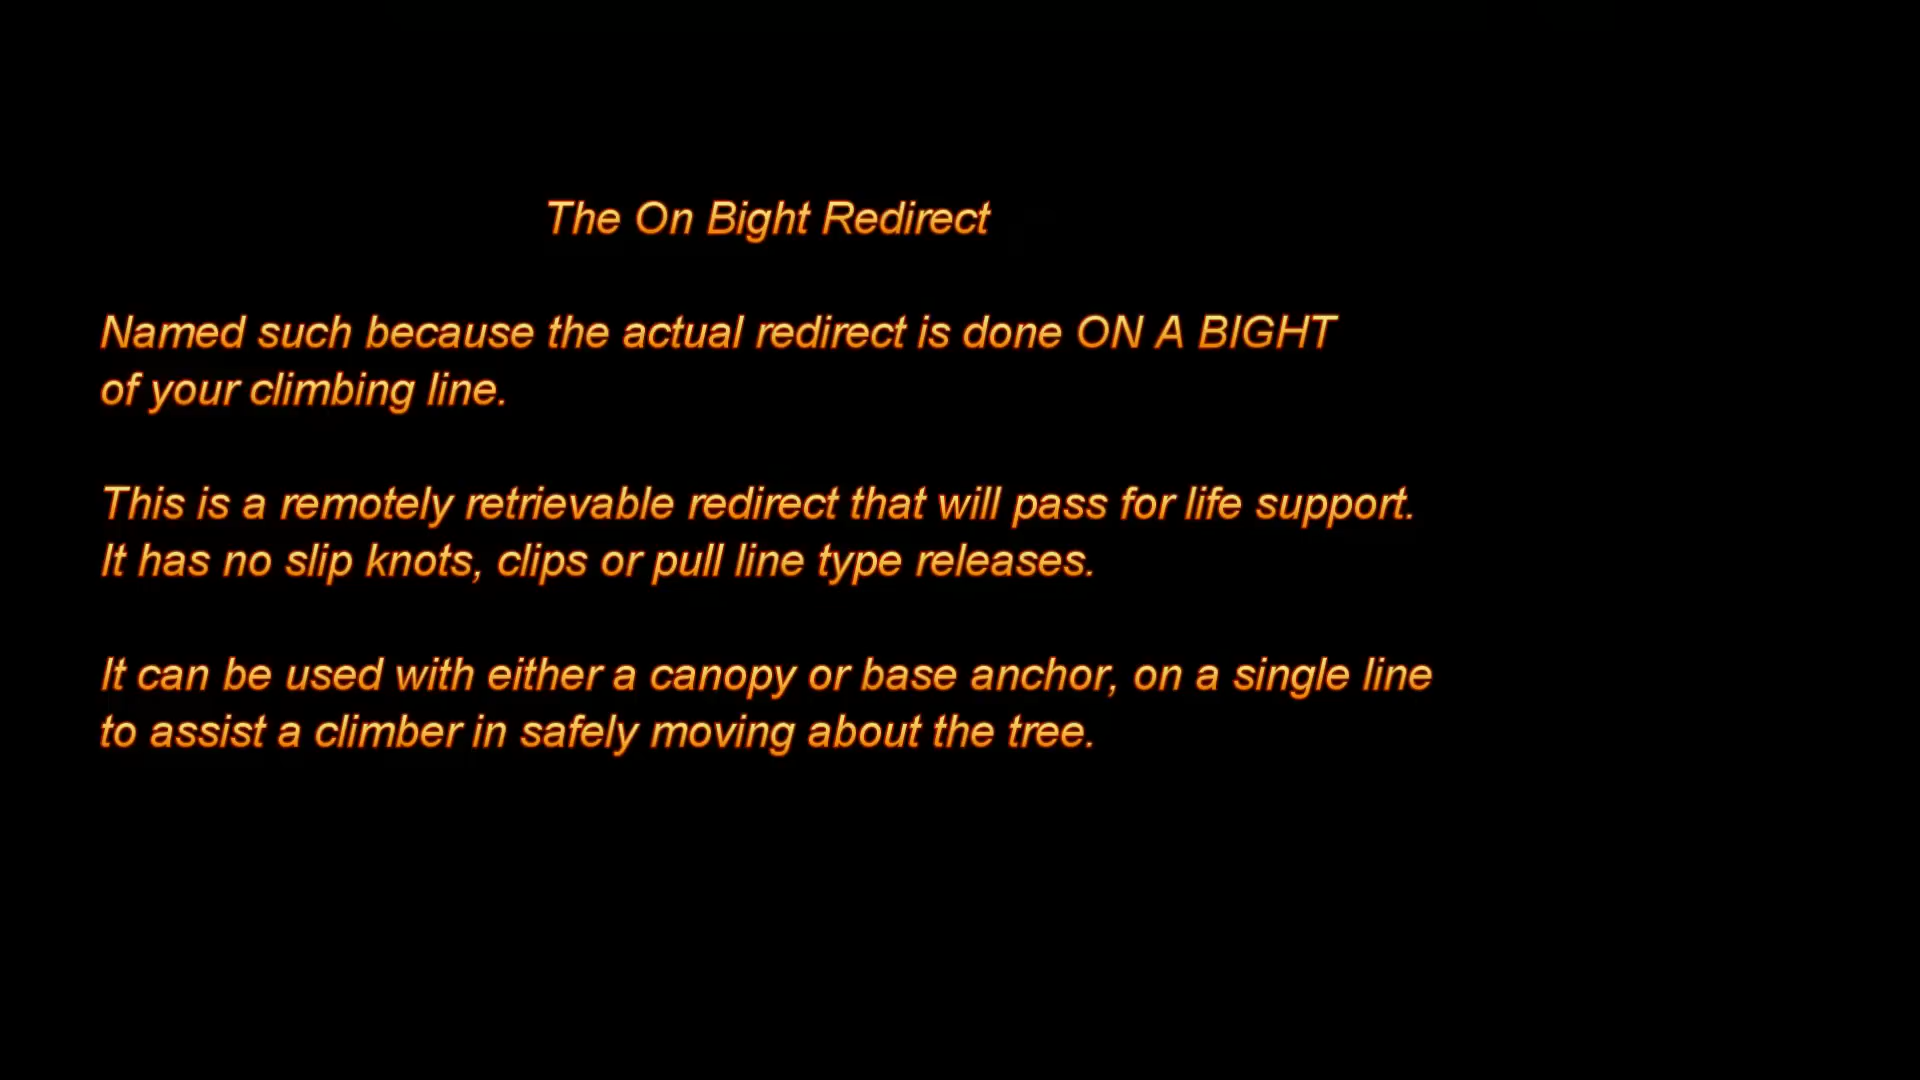 The On Bight Redirect
Named such because the actual redirect is done ON A BIGHT
of your climbing line.
This is a remotely retrievable redirect that will pass for life support.
It has no slip knots, clips or pull line type releases.
It can be used with either a canopy or base anchor, on a single line
to assist a climber in safely moving about the tree.